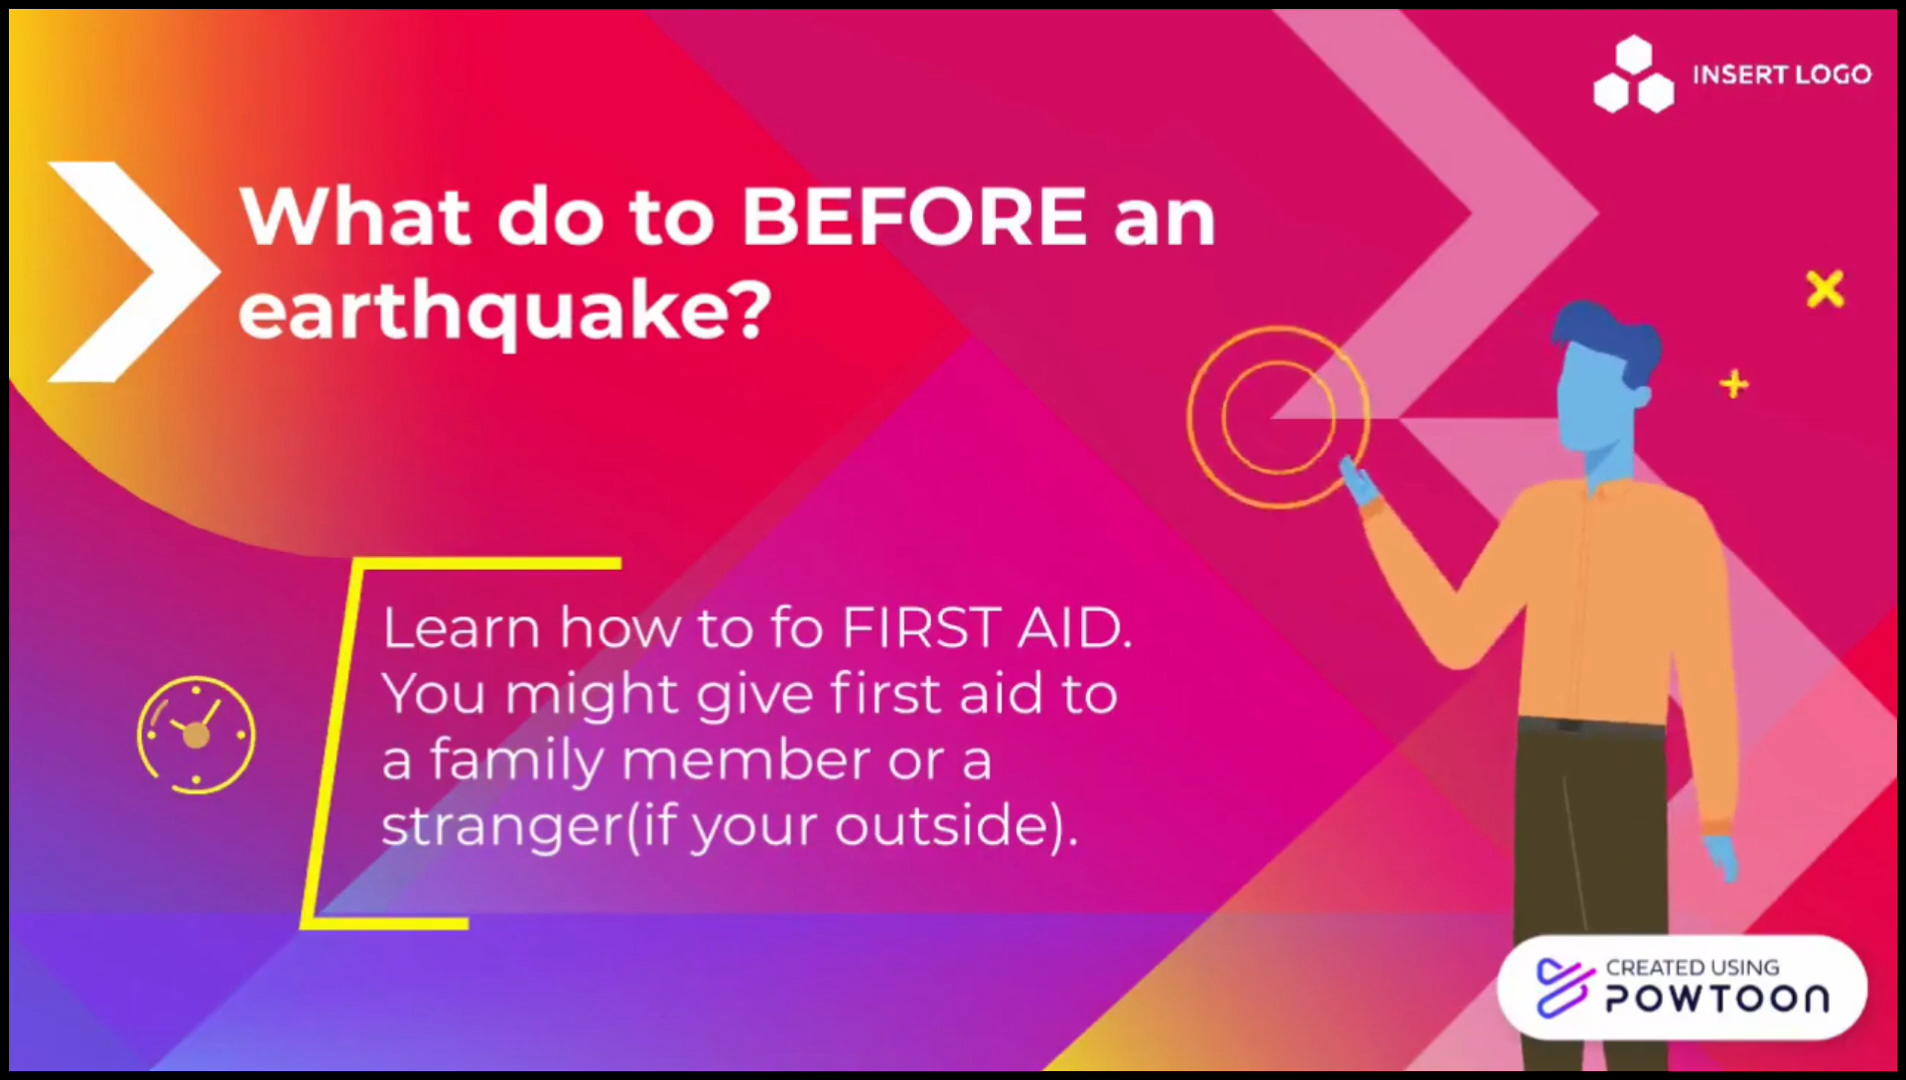 INSERT LOGO
What do to BEFORE an
earthquake?
Learn how to fo FIRST AID.
You might give first aid to
a family member or a
stranger(if your outside).
CREATED USING
POWTOON